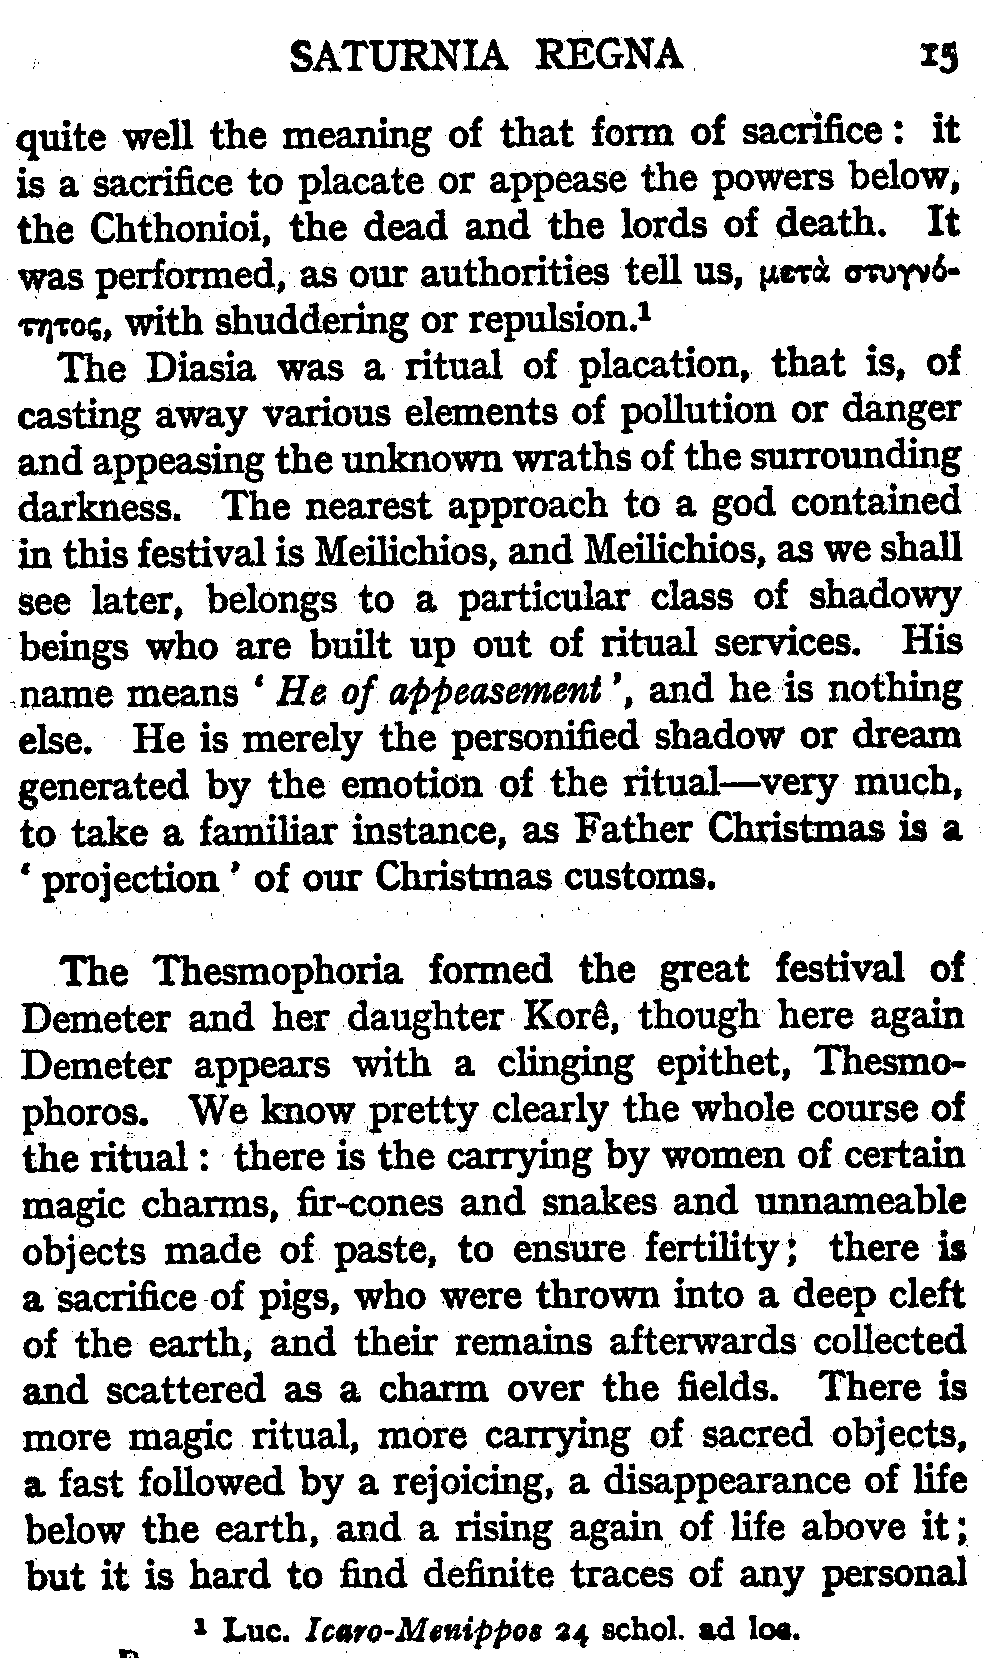 SATURNIA REGNA 15
quite well the meaning of that form of sacrifice : it
is a sacrifice to placate or appease the powers below,
the Chthonioi, the dead and the lords of death. It
was performed, as our authorities tell us, μετὰ στυγνό-
τητος, with shuddering or repulsion.¹
The Diasia was a ritual of placation, that is, of
casting away various elements of pollution or danger
and appeasing the unknown wraths of the surrounding
darkness. The nearest approach to a god contained
in this festival is Meilichios, and Meilichios, as we shall
see later, belongs to a particular class of shadowy
beings who are built up out of ritual services. His
name means ‘ He of appeasement ’, and he is nothing
else. He is merely the personified shadow or dream
generated by the emotion of the ritual—very much,
to take a familiar instance, as Father Christmas is a
‘ projection ’ of our Christmas customs.
The Thesmophoria formed the great festival of
Demeter and her daughter Korê, though here again
Demeter appears with a clinging epithet, Thesmo-
phoros. We know pretty clearly the whole course of
the ritual : there is the carrying by women of certain
magic charms, fir-cones and snakes and unnameable
objects made of paste, to ensure fertility ; there is
a sacrifice of pigs, who were thrown into a deep cleft
of the earth, and their remains afterwards collected
and scattered as a charm over the fields. There is
more magic ritual, more carrying of sacred objects,
a fast followed by a rejoicing, a disappearance of life
below the earth, and a rising again of life above it ;
but it is hard to find definite traces of any personal
¹ Luc. Icaro-Menippos 24 schol. ad loc.